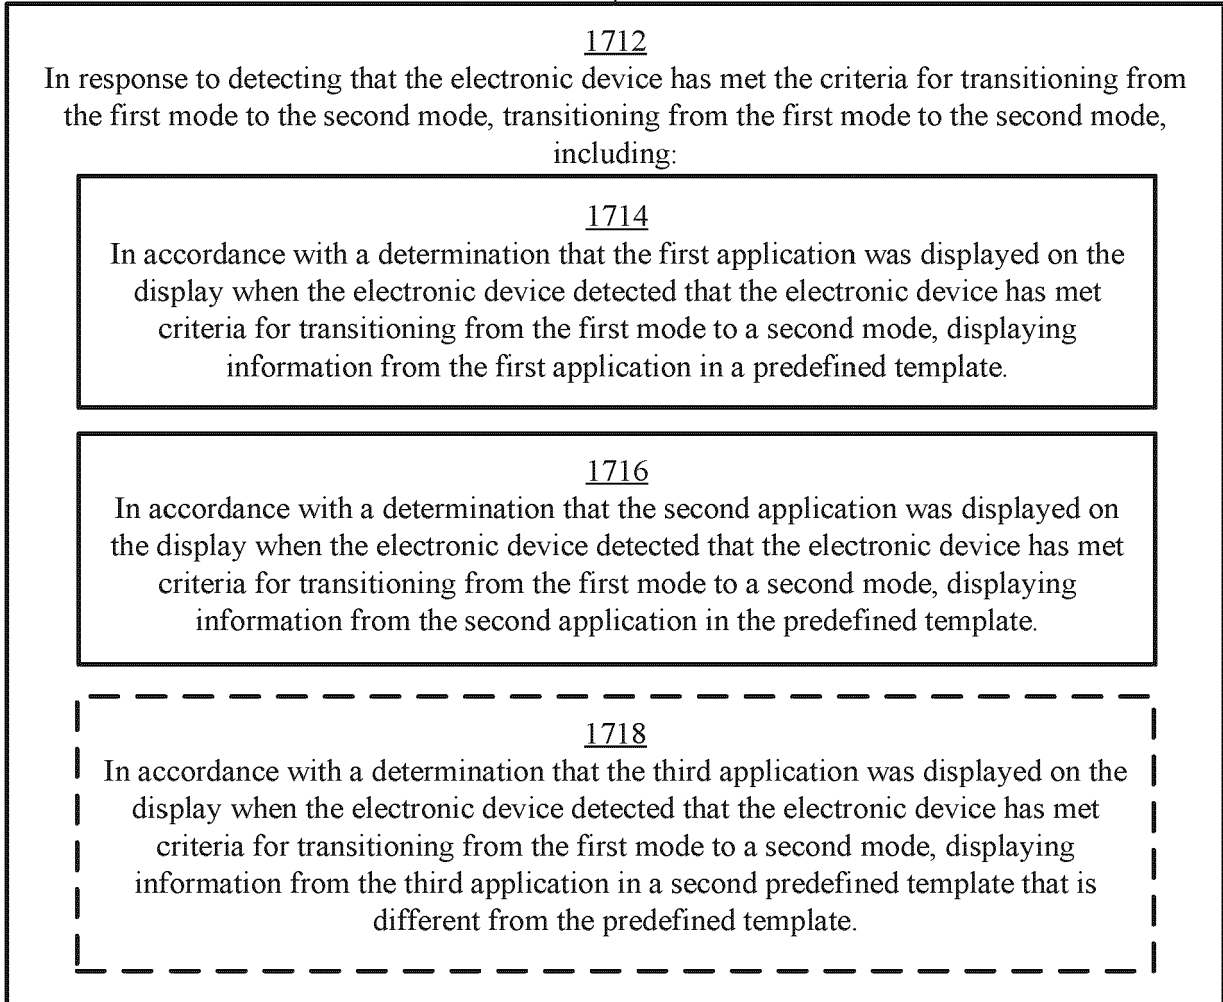 1712
In response to detecting that the electronic device has met the criteria for transitioning from
the first mode to the second mode, transitioning from the first mode to the second mode,
including:
1714
In accordance with a determination that the first application was displayed on the
display when the electronic device detected that the electronic device has met
criteria for transitioning from the first mode to a second mode, displaying
information from the first application in a predefined template.
1716
In accordance with a determination that the second application was displayed on
the display when the electronic device detected that the electronic device has met
criteria for transitioning from the first mode to a second mode, displaying
information from the second application in the predefined template.
1718
In accordance with a determination that the third application was displayed on the
display when the electronic device detected that the electronic device has met
criteria for transitioning from the first mode to a second mode, displaying
information from the third application in a second predefined template that is
different from the predefined template.